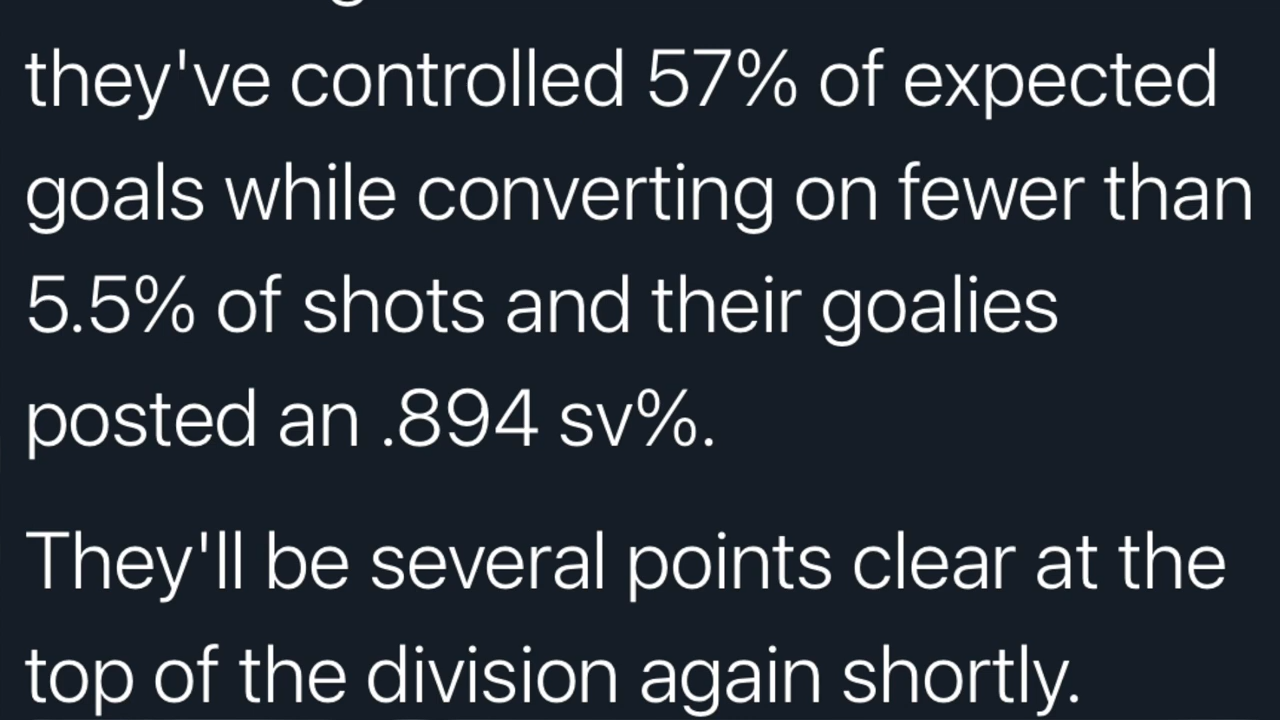 they've controlled 57% of expected
goals while converting on fewer than
5.5% of shots and their goalies
posted an .894 sv%.
They'll be several points clear at the
top of the division again shortly.